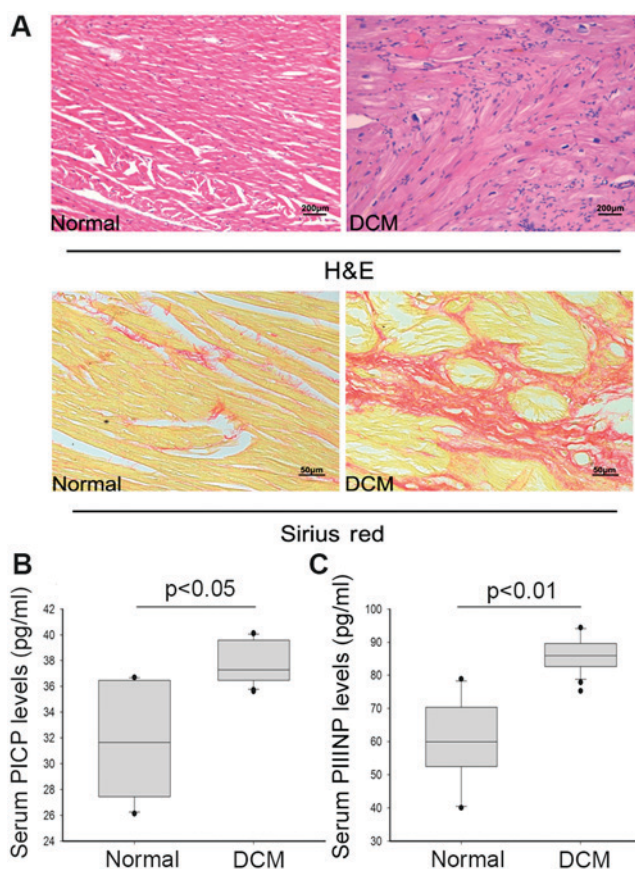 A
Normal
200μm
DCM
200μm
H&E
Normal
50μm
DCM
50μm
Sirius red
B
p<0.05
Serum PICP levels (pg/ml)
42
40
38
36
34
32
30
28
26
24
Normal
DCM
C
p<0.01
Serum PIIINP levels (pg/ml)
100
90
80
70
60
50
40
30
Normal
DCM